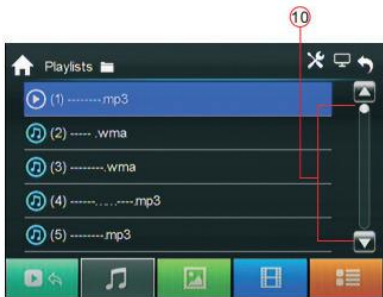 10
Playlists
(1) --------.mp3
(2) ----- .wma
(3) --------.wma
(4) ------......----.mp3
(5) --------.mp3